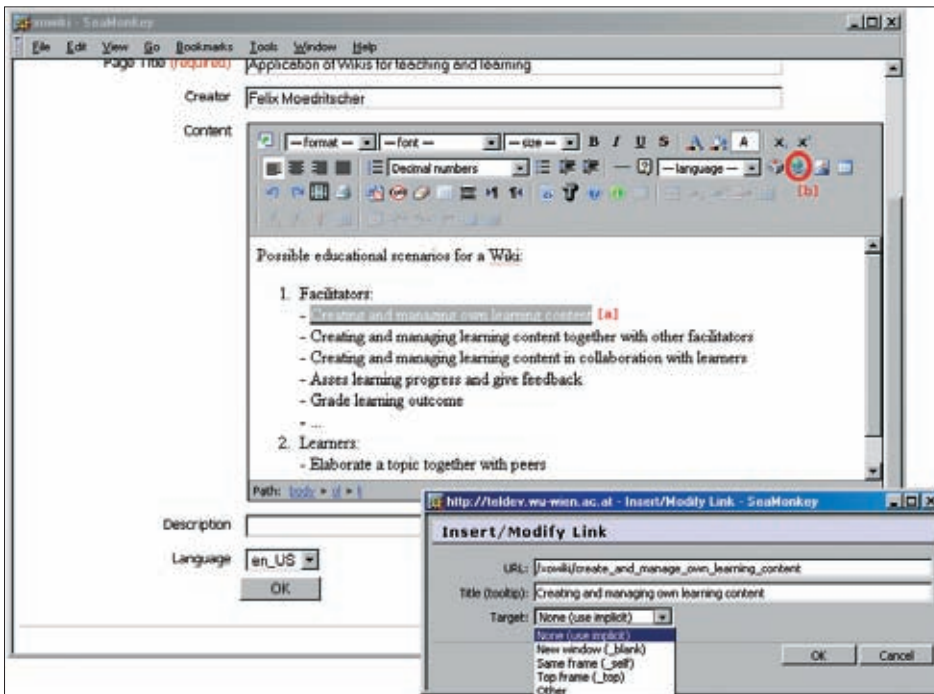 xowiki - SeaMonkey
File Edit View Go Bookmarks Tools Window Help
Page Title (required) Application of Wikis for teaching and learning
Creator Felix Moedritscher
Content
— format — — font — — size — B I U S A A x, x'
Decimal numbers — language —
[b]
Possible educational scenarios for a Wiki:
1. Facilitators:
- Creating and managing own learning content [a]
- Creating and managing learning content together with other facilitators
- Creating and managing learning content in collaboration with learners
- Asses learning progress and give feedback
- Grade learning outcome
- ...
2. Learners:
- Elaborate a topic together with peers
Path: body »
Description
Language en_US
OK
http://teldev.wu-wien.ac.at - Insert/Modify Link - SeaMonkey
Insert/Modify Link
URL: /xowiki/create_and_manage_own_learning_content
Title (tooltip): Creating and managing own learning content
Target: None (use implicit)
None (use implicit)
New window (_blank)
Same frame (_self)
Top frame (_top)
Other
OK Cancel